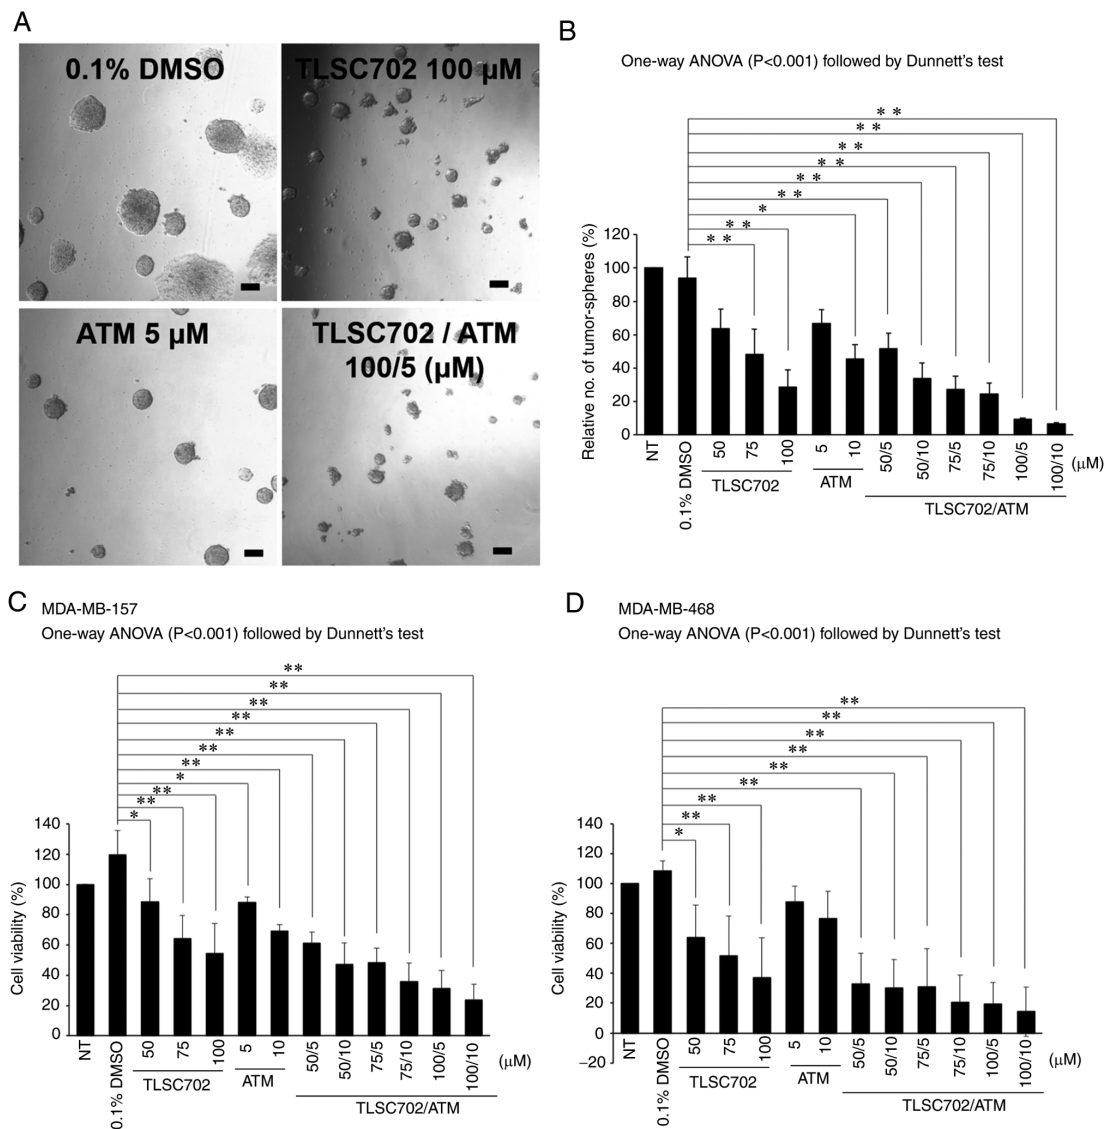 A
0.1% DMSO
TLSC702 100 µM
ATM 5 µM
TLSC702 / ATM
100/5 (µM)
B
One-way ANOVA (P<0.001) followed by Dunnett's test
**
**
**
**
**
**
*
**
**
Relative no. of tumor-spheres (%)
120
100
80
60
40
20
0
NT
0.1% DMSO
50
75
100
5
10
50/5
50/10
75/5
75/10
100/5
100/10
(µM)
TLSC702
ATM
TLSC702/ATM
C
MDA-MB-157
One-way ANOVA (P<0.001) followed by Dunnett's test
**
**
**
**
**
**
**
*
**
**
*
Cell viability (%)
140
120
100
80
60
40
20
0
NT
0.1% DMSO
50
75
100
5
10
50/5
50/10
75/5
75/10
100/5
100/10
(µM)
TLSC702
ATM
TLSC702/ATM
D
MDA-MB-468
One-way ANOVA (P<0.001) followed by Dunnett's test
**
**
**
**
**
**
**
**
*
Cell viability (%)
140
120
100
80
60
40
20
0
−20
NT
0.1% DMSO
50
75
100
5
10
50/5
50/10
75/5
75/10
100/5
100/10
(µM)
TLSC702
ATM
TLSC702/ATM